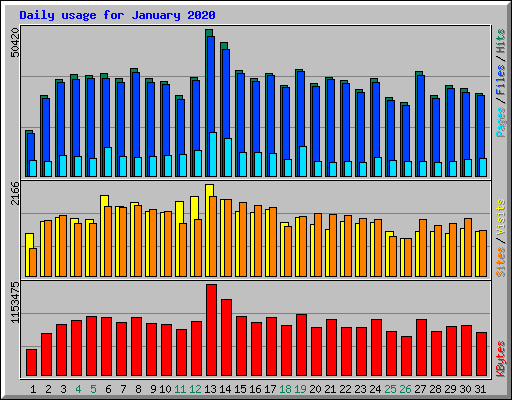 Daily usage for January 2020
50420
Pages / Files / Hits
2166
Sites / Visits
1153475
KBytes
1 2 3 4 5 6 7 8 9 10 11 12 13 14 15 16 17 18 19 20 21 22 23 24 25 26 27 28 29 30 31